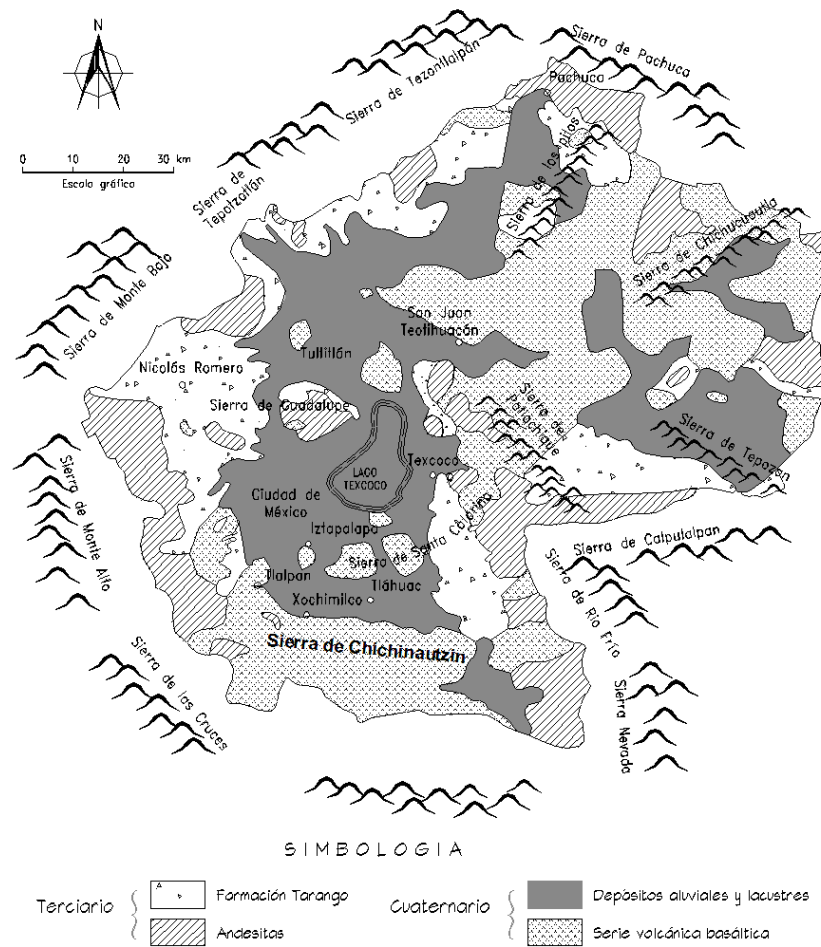 N
Sierra de Tezontlalpan
Sierra de Pachuca
Pachuca
0 10 20 30 km
Escala gráfica
Sierra de
Tepotzotlán
Sierra de los pitos
Sierra de Chichucuautla
Sierra de Monte Bajo
San Juan
Teotihuacán
Tultitlán
Nicolás Romero
Sierra de Guadalupe
Sierra de
Patlachique
Sierra de Tepozan
Texcoco
LAGO
TEXCOCO
Ciudad de
México
Sierra de Monte Alto
Iztapalapa
Sierra de Santa Catarina
Sierra de Calpulalpan
Tlalpan
Tláhuac
Sierra de Río Frío
Xochimilco
Sierra de Chichinautzin
Sierra de las Cruces
Sierra Nevada
SIMBOLOGIA
Terciario
Formación Tarango
Andesitas
Cuaternario
Depósitos aluviales y lacustres
Serie volcánica basáltica